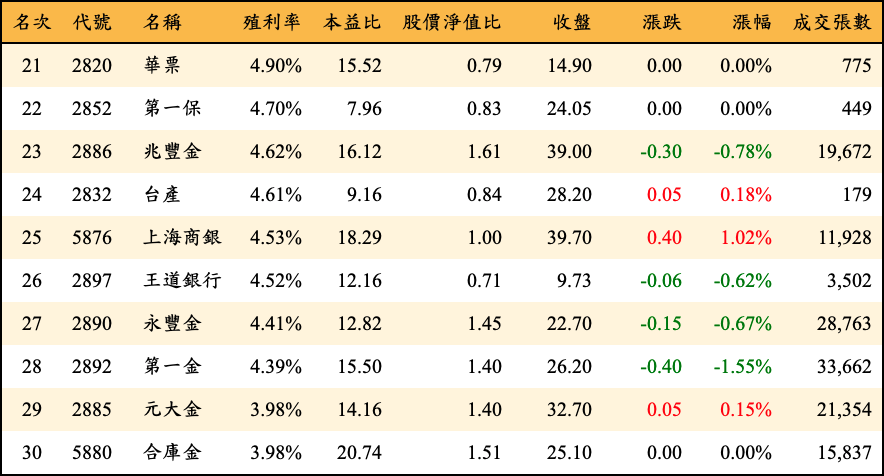 名次 代號 名稱 殖利率 本益比 股價淨值比 收盤 漲跌 漲幅 成交張數
21 2820 華票 4.90% 15.52 0.79 14.90 0.00 0.00% 775
22 2852 第一保 4.70% 7.96 0.83 24.05 0.00 0.00% 449
23 2886 兆豐金 4.62% 16.12 1.61 39.00 -0.30 -0.78% 19,672
24 2832 台產 4.61% 9.16 0.84 28.20 0.05 0.18% 179
25 5876 上海商銀 4.53% 18.29 1.00 39.70 0.40 1.02% 11,928
26 2897 王道銀行 4.52% 12.16 0.71 9.73 -0.06 -0.62% 3,502
27 2890 永豐金 4.41% 12.82 1.45 22.70 -0.15 -0.67% 28,763
28 2892 第一金 4.39% 15.50 1.40 26.20 -0.40 -1.55% 33,662
29 2885 元大金 3.98% 14.16 1.40 32.70 0.05 0.15% 21,354
30 5880 合庫金 3.98% 20.74 1.51 25.10 0.00 0.00% 15,837